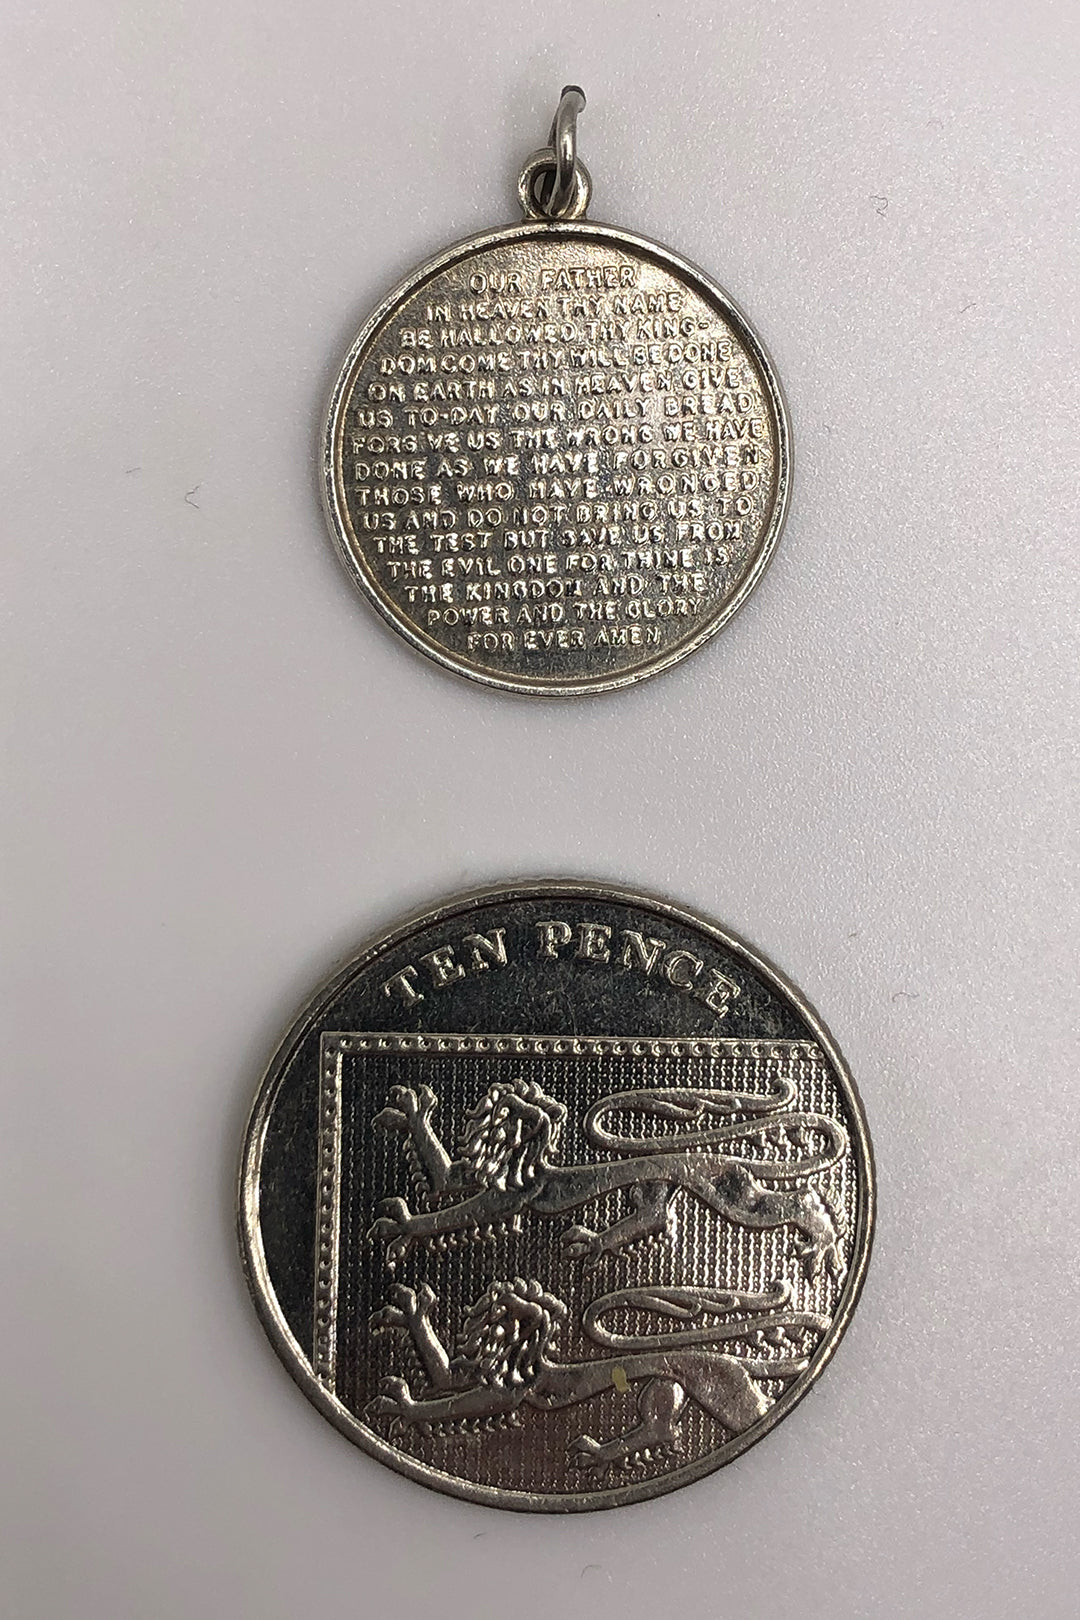 OUR FATHER
IN HEAVEN THY NAME
BE HALLOWED THY KING-
DOM COME THY WILL BE DONE
ON EARTH AS IN HEAVEN GIVE
US TO-DAY OUR DAILY BREAD
FORGIVE US THE WRONG WE HAVE
DONE AS WE HAVE FORGIVEN
THOSE WHO HAVE WRONGED
US AND DO NOT BRING US TO
THE TEST BUT SAVE US FROM
THE EVIL ONE FOR THINE IS
THE KINGDOM AND THE
POWER AND THE GLORY
FOR EVER AMEN
TEN PENCE